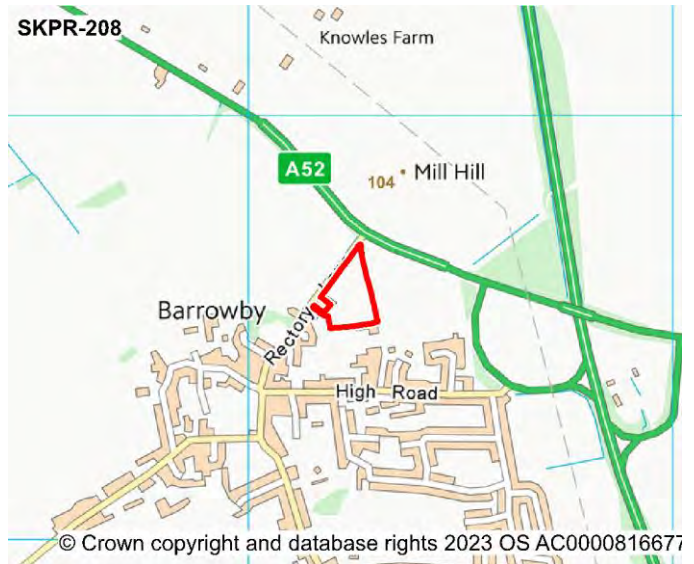 SKPR-208
Knowles Farm
A52
104 Mill Hill
Barrowby
Rectory
High Road
© Crown copyright and database rights 2023 OS AC0000816677